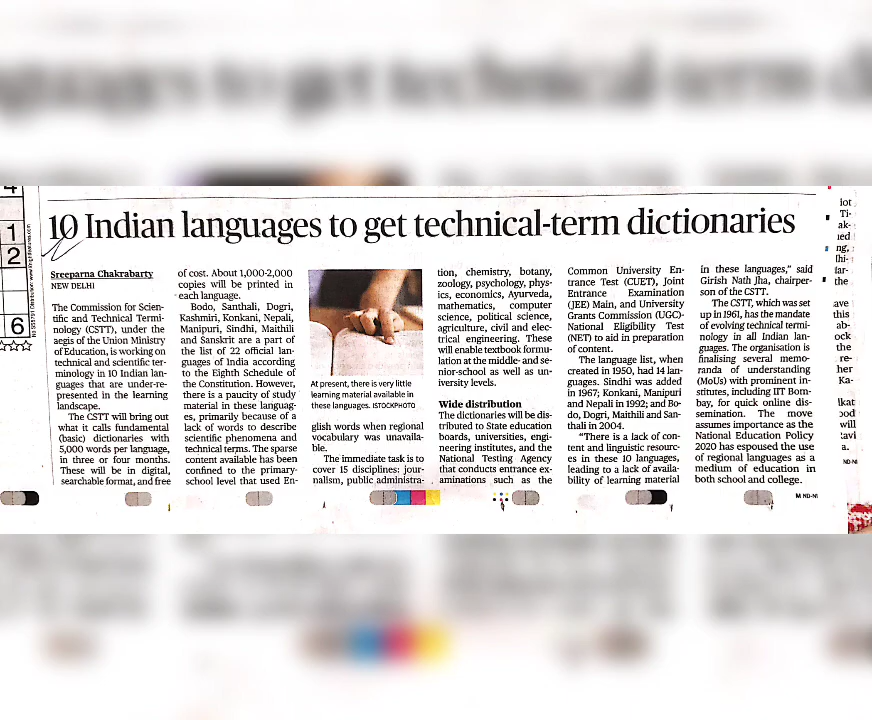 10 Indian languages to get technical-term dictionaries
Sreeparna Chakrabarty
NEW DELHI
The Commission for Scien-
tific and Technical Termi-
nology (CSTT), under the
aegis of the Union Ministry
of Education, is working on
technical and scientific ter-
minology in 10 Indian lan-
guages that are under-re-
presented in the learning
landscape.
The CSTT will bring out
what it calls fundamental
(basic) dictionaries with
5,000 words per language,
in three or four months.
These will be in digital,
searchable format, and free
of cost. About 1,000-2,000
copies will be printed in
each language.
Bodo, Santhali, Dogri,
Kashmiri, Konkani, Nepali,
Manipuri, Sindhi, Maithili
and Sanskrit are a part of
the list of 22 official lan-
guages of India according
to the Eighth Schedule of
the Constitution. However,
there is a paucity of study
material in these languag-
es, primarily because of a
lack of words to describe
scientific phenomena and
technical terms. The sparse
content available has been
confined to the primary-
school level that used En-
At present, there is very little
learning material available in
these languages. ISTOCKPHOTO
glish words when regional
vocabulary was unavaila-
ble.
The immediate task is to
cover 15 disciplines: jour-
nalism, public administra-
tion, chemistry, botany,
zoology, psychology, phys-
ics, economics, Ayurveda,
mathematics, computer
science, political science,
agriculture, civil and elec-
trical engineering. These
will enable textbook formu-
lation at the middle- and se-
nior-school as well as un-
iversity levels.
Wide distribution
The dictionaries will be dis-
tributed to State education
boards, universities, engi-
neering institutes, and the
National Testing Agency
that conducts entrance ex-
aminations such as the
Common University En-
trance Test (CUET), Joint
Entrance Examination
(JEE) Main, and University
Grants Commission (UGC)-
National Eligibility Test
(NET) to aid in preparation
of content.
The language list, when
created in 1950, had 14 lan-
guages. Sindhi was added
in 1967; Konkani, Manipuri
and Nepali in 1992; and Bo-
do, Dogri, Maithili and San-
thali in 2004.
"There is a lack of con-
tent and linguistic resourc-
es in these 10 languages,
leading to a lack of availa-
bility of learning material
in these languages," said
Girish Nath Jha, chairper-
son of the CSTT.
The CSTT, which was set
up in 1961, has the mandate
of evolving technical termi-
nology in all Indian lan-
guages. The organisation is
finalising several memo-
randa of understanding
(MoUs) with prominent in-
stitutes, including IIT Bom-
bay, for quick online dis-
semination. The move
assumes importance as the
National Education Policy
2020 has espoused the use
of regional languages as a
medium of education in
both school and college.
M ND-NI
1
2
6
iot
Ti-
ak-
ied
ng,
the
ave
this
ab-
ock
the
re-
her
Ka-
will
a.
ND-NI